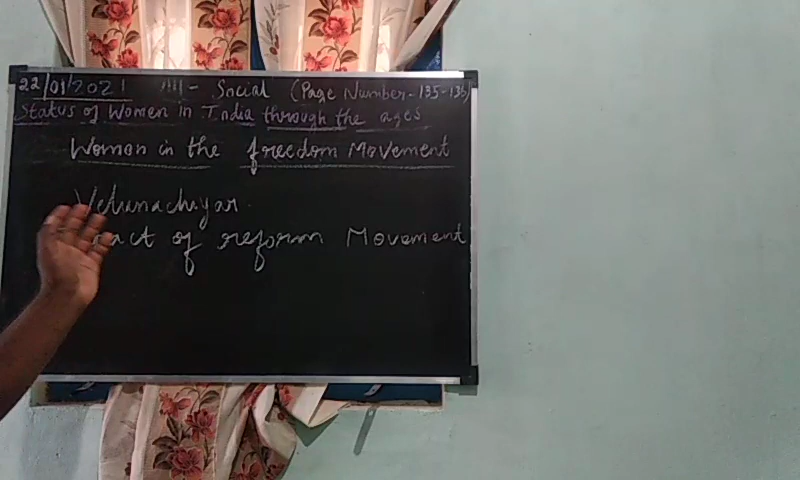 22/01/2021 VIII - Social (Page Number - 135-136)
Status of Women in India through the ages
Women in the freedom Movement
Velunachiyar
act of reform Movement